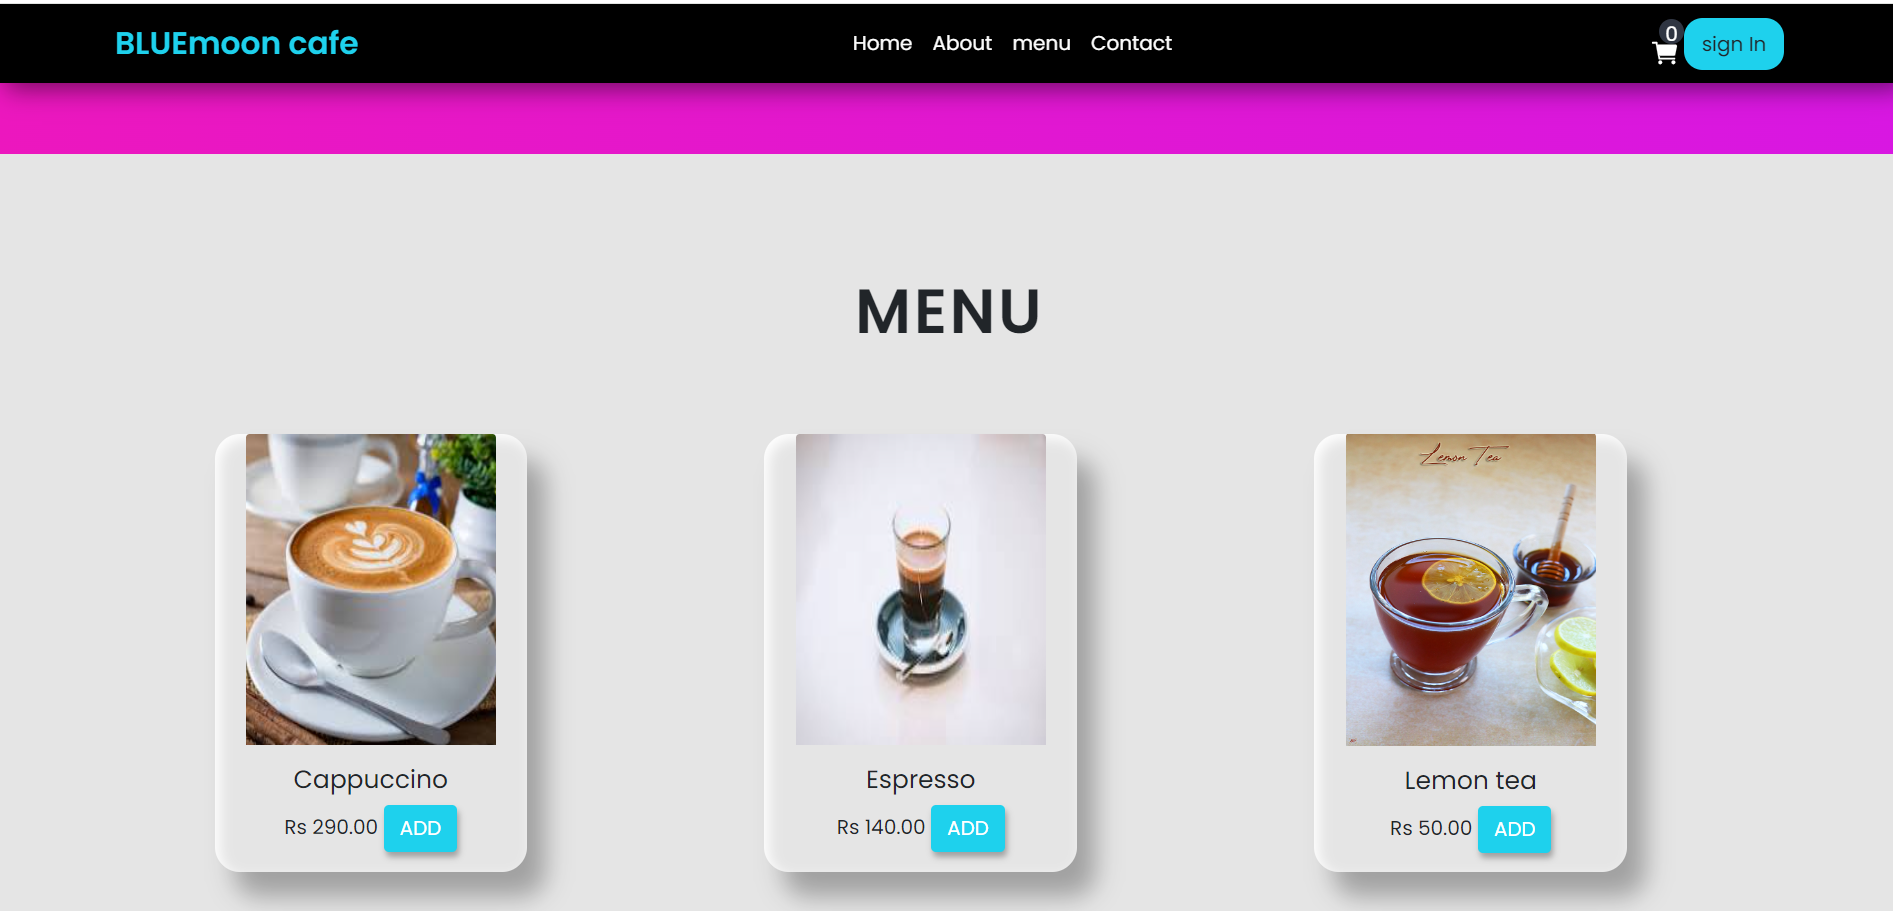 BLUEmoon cafe
Home About menu Contact
0
sign In
MENU
Lemon Tea
Cappuccino
Rs 290.00 ADD
Espresso
Rs 140.00 ADD
Lemon tea
Rs 50.00 ADD